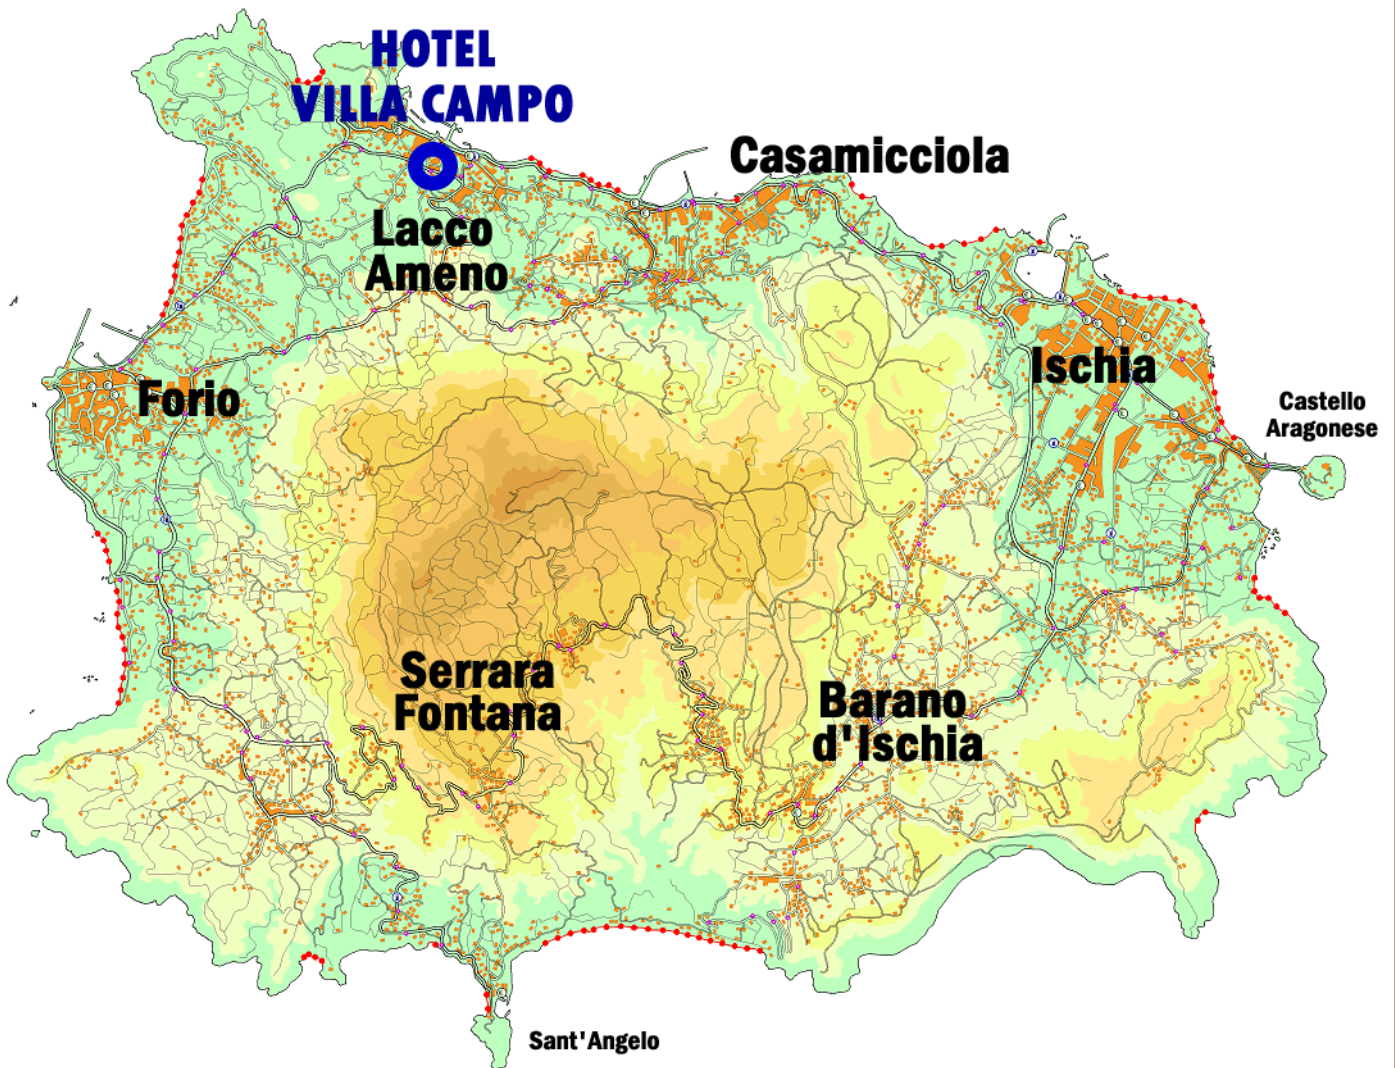 HOTEL
VILLA CAMPO
Casamicciola
Lacco
Ameno
Ischia
Forio
Castello
Aragonese
Serrara
Fontana
Barano
d'Ischia
Sant'Angelo